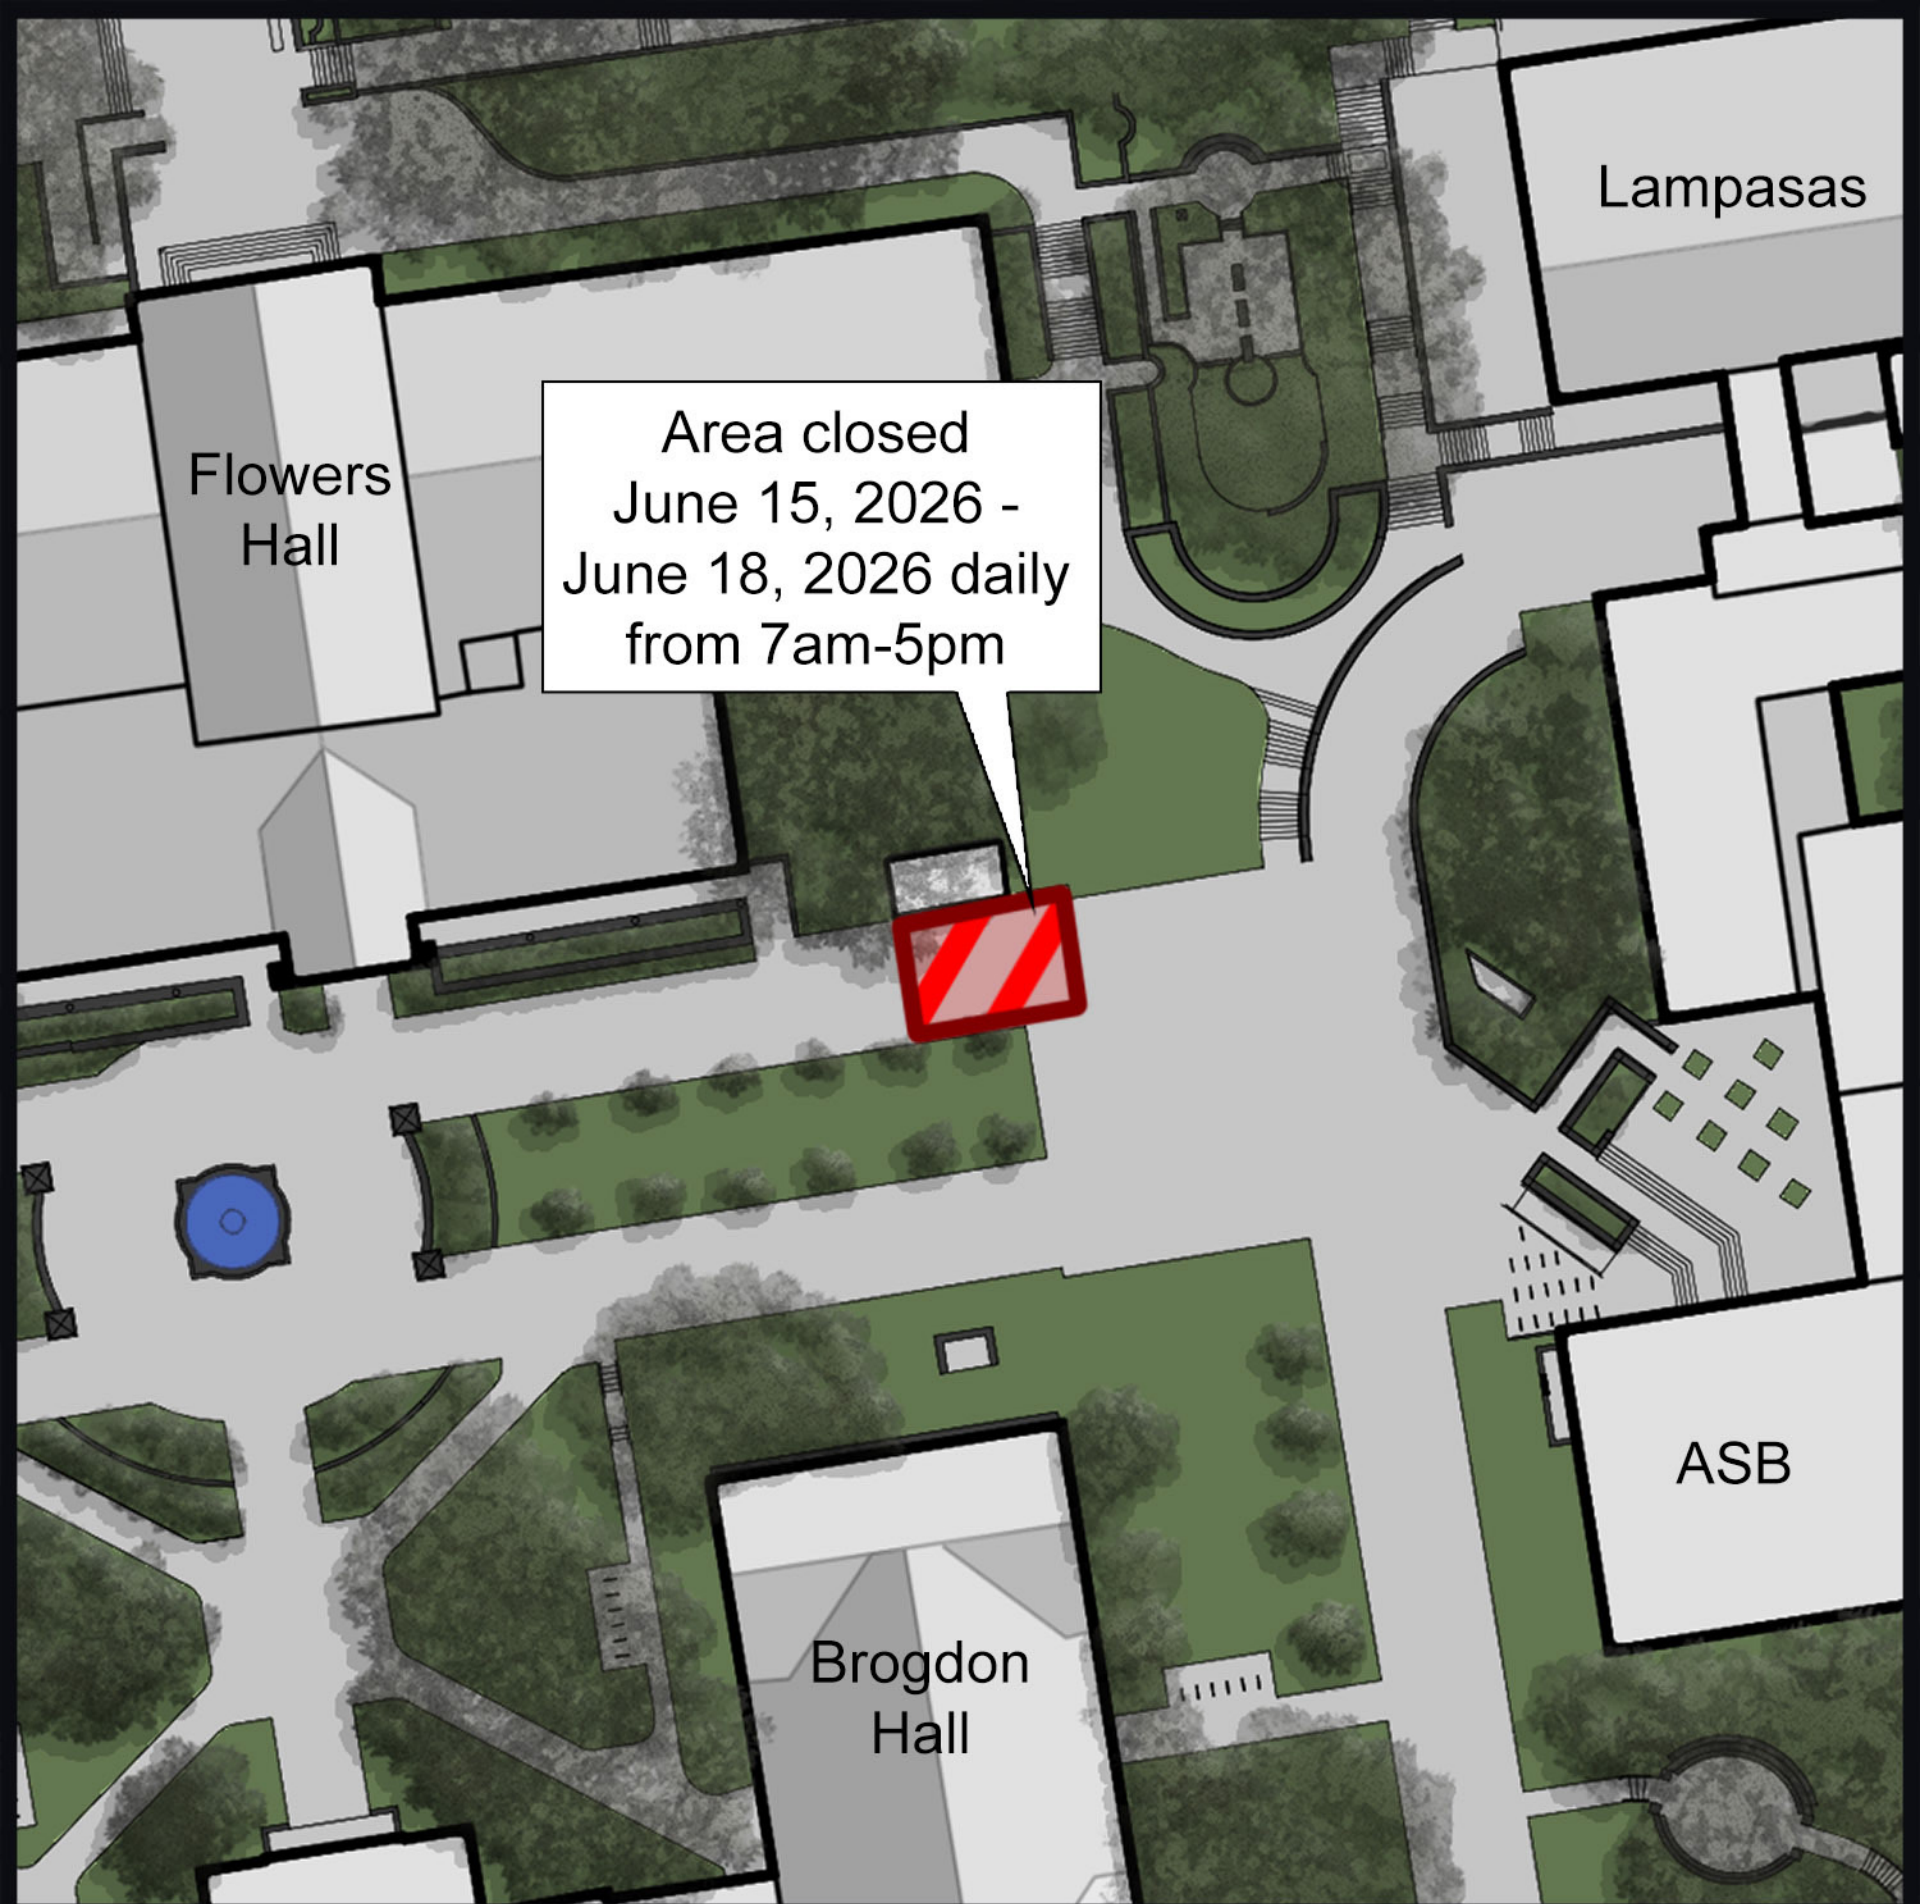 Lampasas
Flowers
Hall
Area closed
June 15, 2026 -
June 18, 2026 daily
from 7am-5pm
ASB
Brogdon
Hall